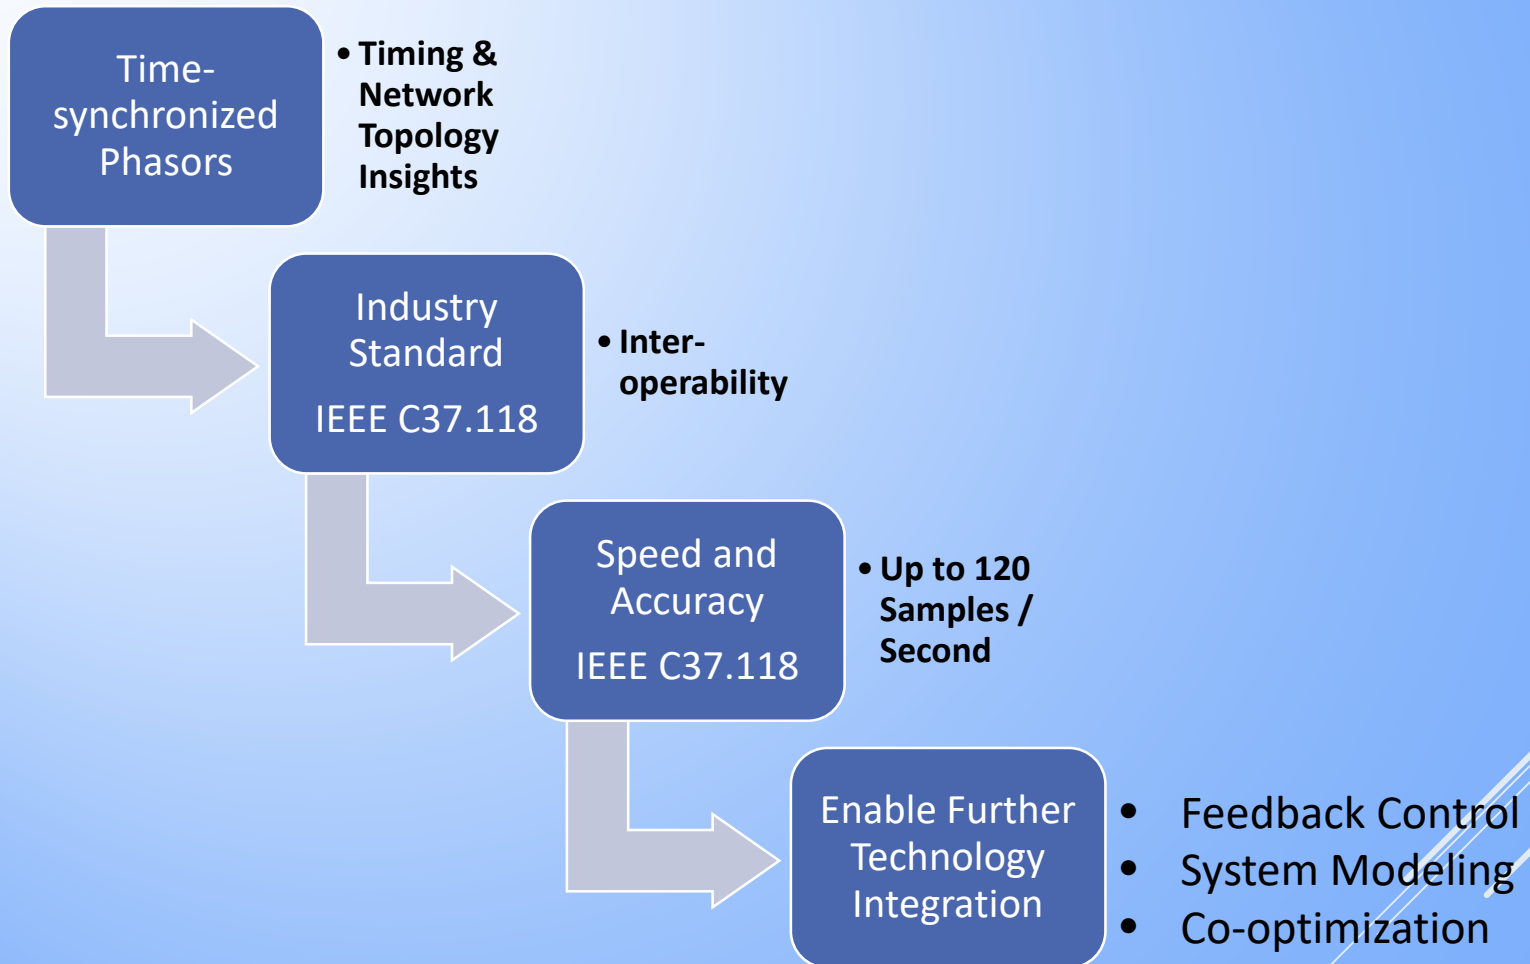 Time-
synchronized
Phasors
• Timing &
Network
Topology
Insights
Industry
Standard
IEEE C37.118
• Inter-
operability
Speed and
Accuracy
IEEE C37.118
• Up to 120
Samples /
Second
Enable Further
Technology
Integration
• Feedback Control
• System Modeling
• Co-optimization